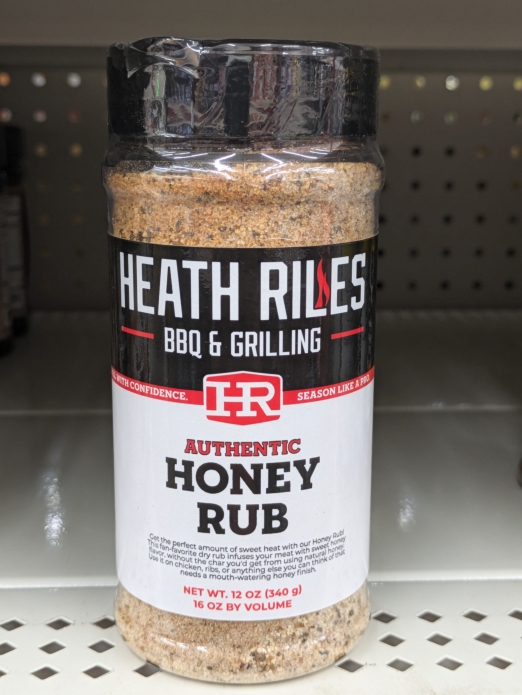 HEATH RILES
BBQ & GRILLING
WITH CONFIDENCE.
HR
SEASON LIKE A PRO
AUTHENTIC
HONEY
RUB
Get the perfect amount of sweet heat with our Honey Rub!
This fan-favorite dry rub infuses your meat with sweet honey
flavor, without the char you'd get from using natural honey.
Use it on chicken, ribs, or anything else you can think of that
needs a mouth-watering honey finish.
NET WT. 12 OZ (340 g)
16 OZ BY VOLUME